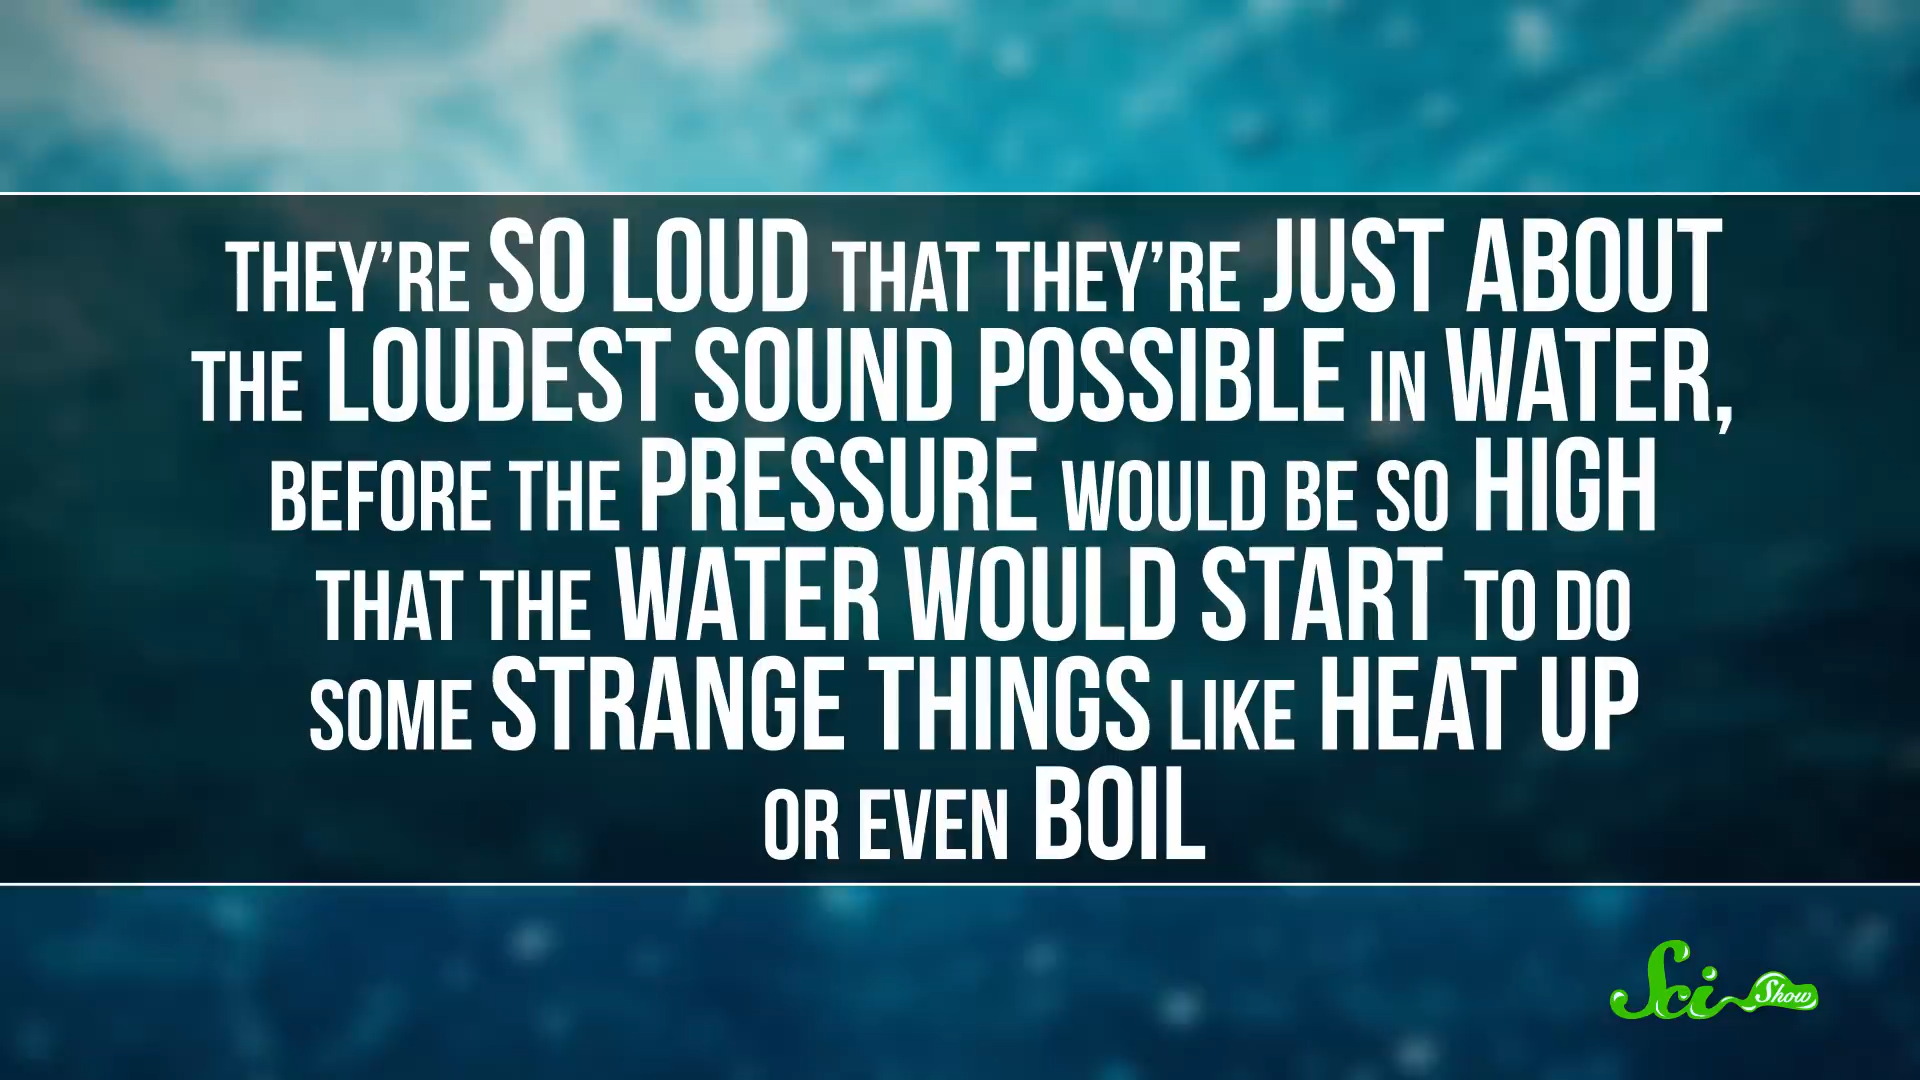 THEY'RE SO LOUD THAT THEY'RE JUST ABOUT
THE LOUDEST SOUND POSSIBLE IN WATER,
BEFORE THE PRESSURE WOULD BE SO HIGH
THAT THE WATER WOULD START TO DO
SOME STRANGE THINGS LIKE HEAT UP
OR EVEN BOIL
Sci Show